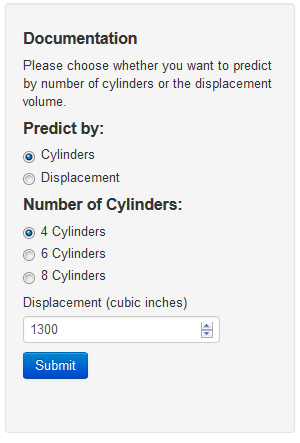 Documentation
Please choose whether you want to predict
by number of cylinders or the displacement
volume.
Predict by:
Cylinders
Displacement
Number of Cylinders:
4 Cylinders
6 Cylinders
8 Cylinders
Displacement (cubic inches)
1300
Submit